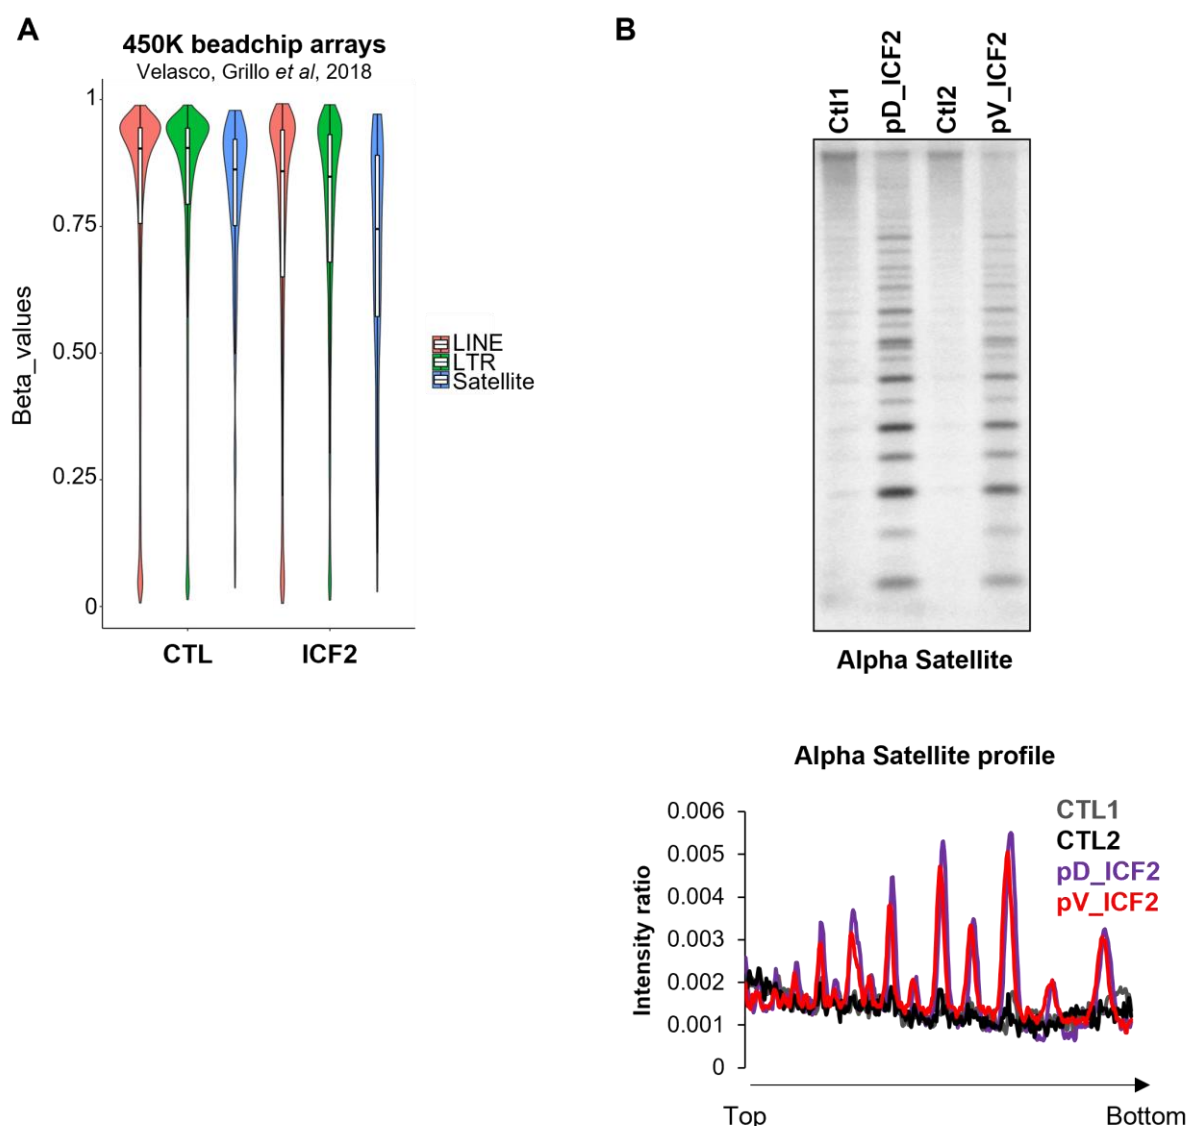 A
450K beadchip arrays
Velasco, Grillo et al, 2018
1
0.75
0.50
0.25
0
Beta_values
CTL
ICF2
LINE
LTR
Satellite
B
Ctl1
pD_ICF2
Ctl2
pV_ICF2
Alpha Satellite
Alpha Satellite profile
0.006
0.005
0.004
0.003
0.002
0.001
0
Intensity ratio
CTL1
CTL2
pD_ICF2
pV_ICF2
Top
Bottom